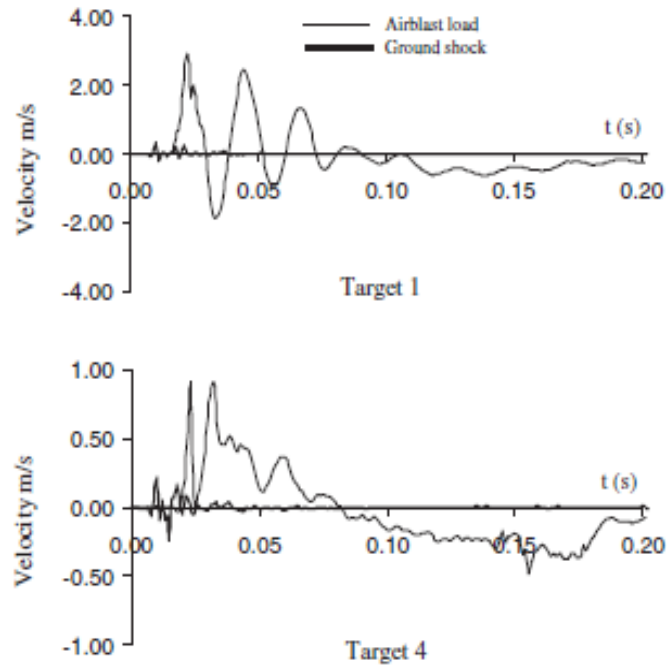 4.00
Airblast load
Ground shock
2.00
Velocity m/s
t (s)
0.00
0.00 0.05 0.10 0.15 0.20
-2.00
-4.00
Target 1
1.00
0.50
Velocity m/s
t (s)
0.00
0.00 0.05 0.10 0.15 0.20
-0.50
-1.00
Target 4